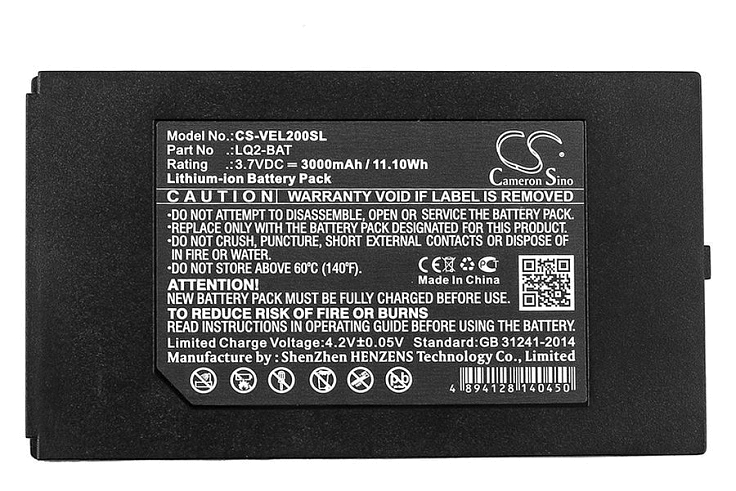 Model No.:CS-VEL200SL
Part No :LQ2-BAT
Rating :3.7VDC = 3000mAh / 11.10Wh
Lithium-ion Battery Pack
Cameron Sino
CAUTION WARRANTY VOID IF LABEL IS REMOVED
•DO NOT ATTEMPT TO DISASSEMBLE, OPEN OR SERVICE THE BATTERY PACK.
•REPLACE ONLY WITH THE BATTERY PACK DESIGNATED FOR THIS PRODUCT.
•DO NOT CRUSH, PUNCTURE, SHORT EXTERNAL CONTACTS OR DISPOSE OF
IN FIRE OR WATER.
•DO NOT STORE ABOVE 60°C (140°F).
Made In China
ATTENTION!
NEW BATTERY PACK MUST BE FULLY CHARGED BEFORE USE.
TO REDUCE RISK OF FIRE OR BURNS
READ INSTRUCTIONS IN OPERATING MANUAL BEFORE USING THE BATTERY.
Limited Charge Voltage:4.2V±0.05V Standard:GB 31241-2014
Manufacture by : ShenZhen HENZENS Technology Co., Limited
4 894128 140450